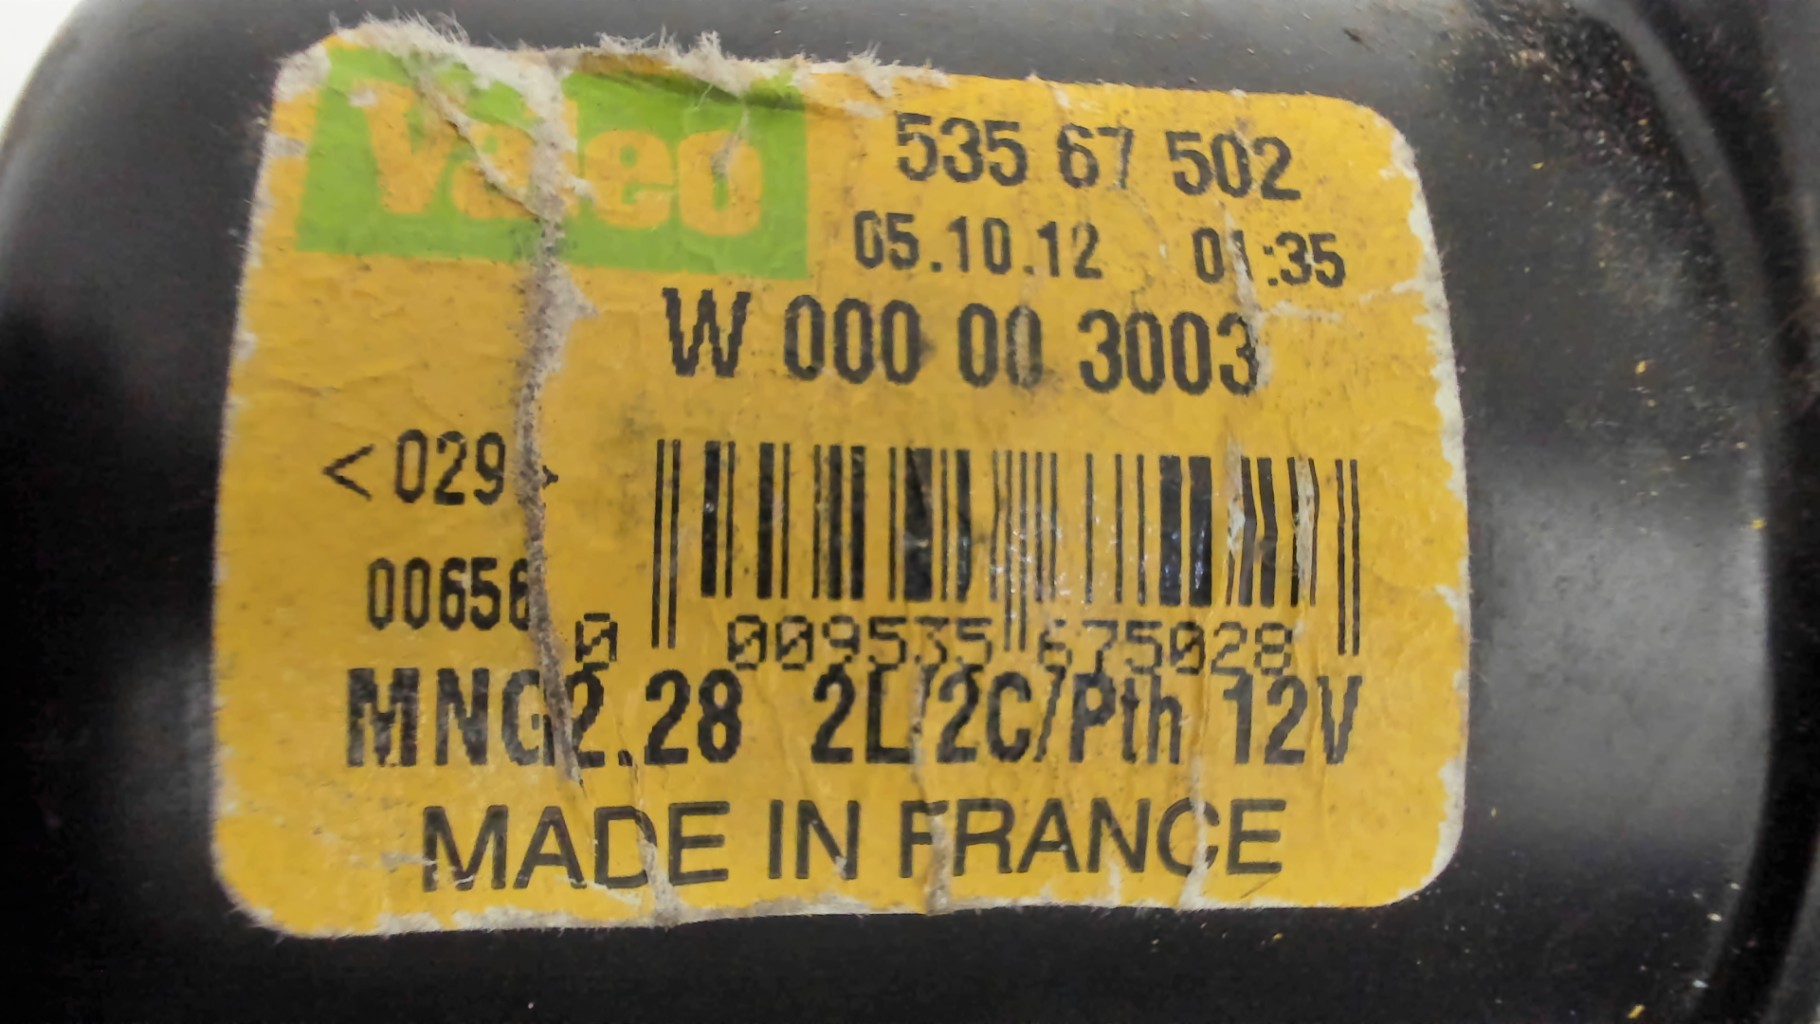 Valeo
535 67 502
05.10.12 01:35
W 000 00 3003
<029>
00656
0 009535 675028
MNG2.28 2L/2C/Pth 12V
MADE IN FRANCE